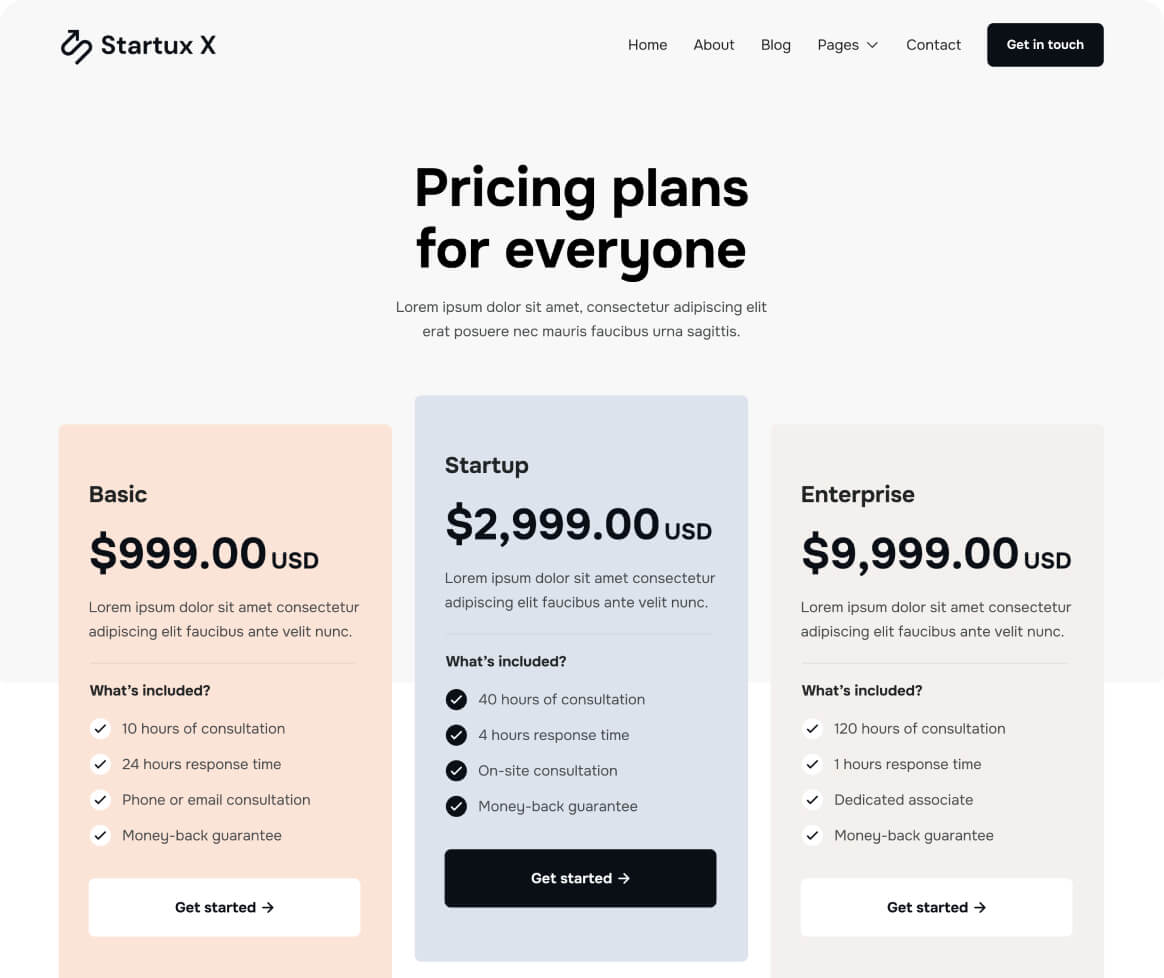 Startux X
Home
About
Blog
Pages
Contact
Get in touch
Pricing plans
for everyone
Lorem ipsum dolor sit amet, consectetur adipiscing elit
erat posuere nec mauris faucibus urna sagittis.
Basic
$999.00 USD
Lorem ipsum dolor sit amet consectetur
adipiscing elit faucibus ante velit nunc.
What’s included?
10 hours of consultation
24 hours response time
Phone or email consultation
Money-back guarantee
Get started →
Startup
$2,999.00 USD
Lorem ipsum dolor sit amet consectetur
adipiscing elit faucibus ante velit nunc.
What’s included?
40 hours of consultation
4 hours response time
On-site consultation
Money-back guarantee
Get started →
Enterprise
$9,999.00 USD
Lorem ipsum dolor sit amet consectetur
adipiscing elit faucibus ante velit nunc.
What’s included?
120 hours of consultation
1 hours response time
Dedicated associate
Money-back guarantee
Get started →